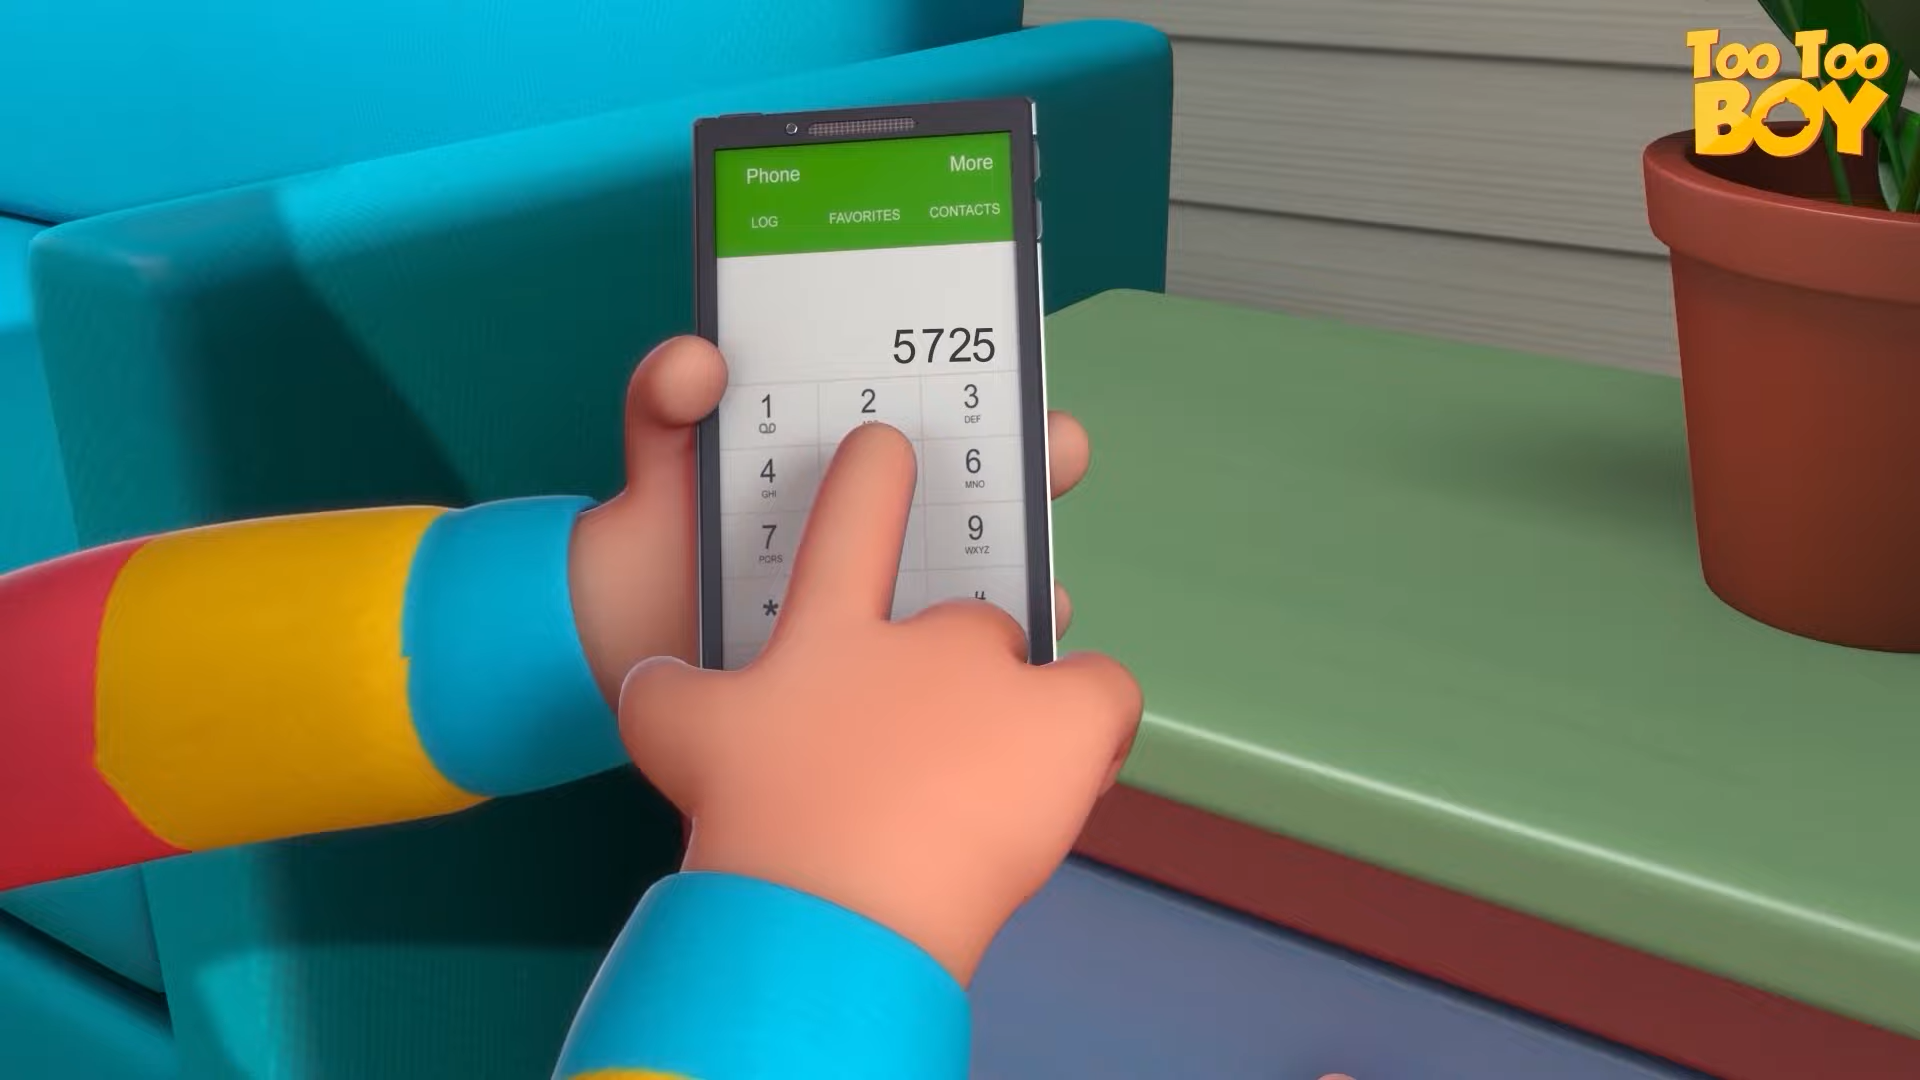 Too Too
BOY
Phone More
LOG FAVORITES CONTACTS
5725
1 2 3
DEF
4 6
GHI MNO
7 9
PQRS WXYZ
* #